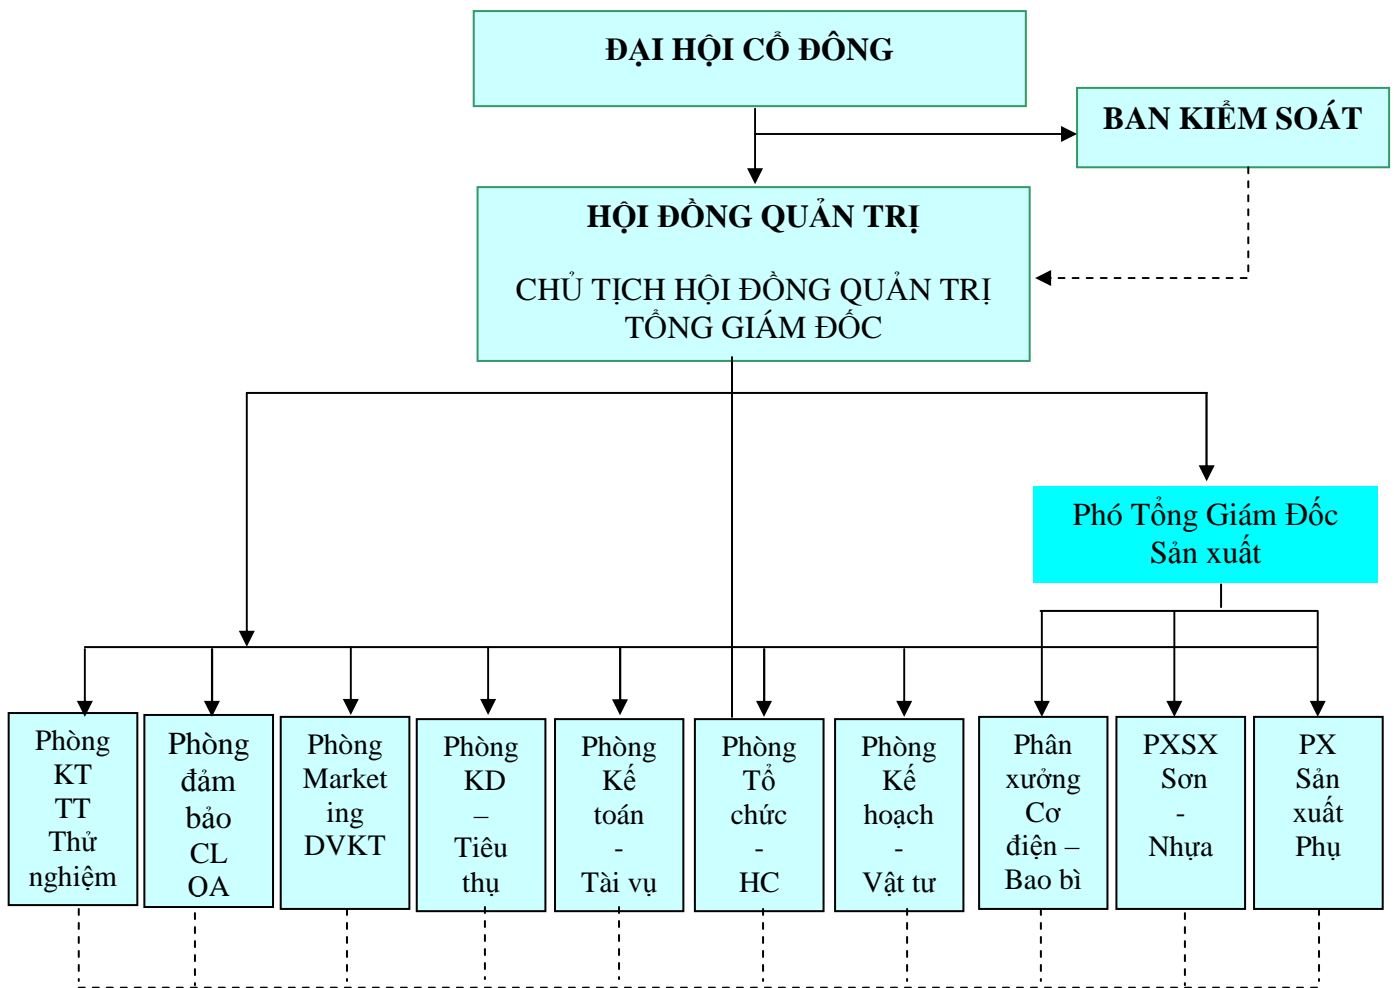 ĐẠI HỘI CỔ ĐÔNG
BAN KIỂM SOÁT
HỘI ĐỒNG QUẢN TRỊ
CHỦ TỊCH HỘI ĐỒNG QUẢN TRỊ
TỔNG GIÁM ĐỐC
Phó Tổng Giám Đốc
Sản xuất
Phòng
KT
TT
Thử
nghiệm
Phòng
đảm
bảo
CL
OA
Phòng
Market
ing
DVKT
Phòng
KD
–
Tiêu
thụ
Phòng
Kế
toán
-
Tài vụ
Phòng
Tổ
chức
-
HC
Phòng
Kế
hoạch
-
Vật tư
Phân
xưởng
Cơ
điện –
Bao bì
PXSX
Sơn
-
Nhựa
PX
Sản
xuất
Phụ